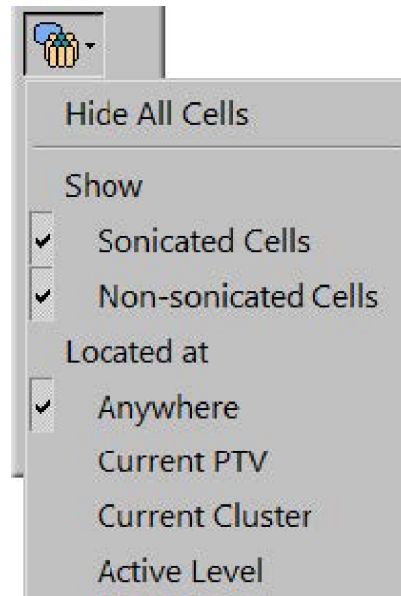 Hide All Cells
Show
Sonicated Cells
Non-sonicated Cells
Located at
Anywhere
Current PTV
Current Cluster
Active Level